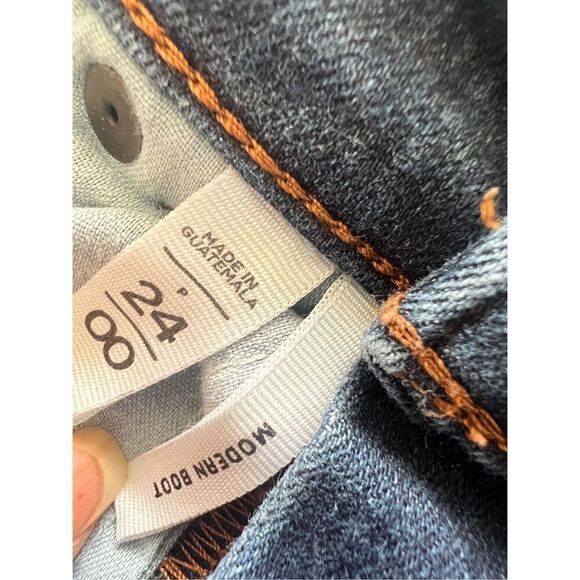 MADE IN
GUATEMALA
P
24
00
MODERN BOOT